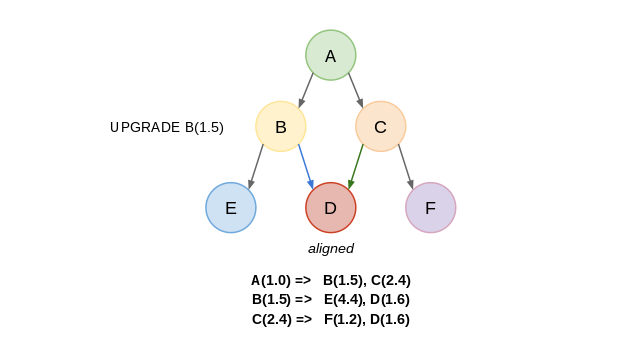 A
UPGRADE B(1.5)
B
C
E
D
F
aligned
A(1.0) => B(1.5), C(2.4)
B(1.5) => E(4.4), D(1.6)
C(2.4) => F(1.2), D(1.6)